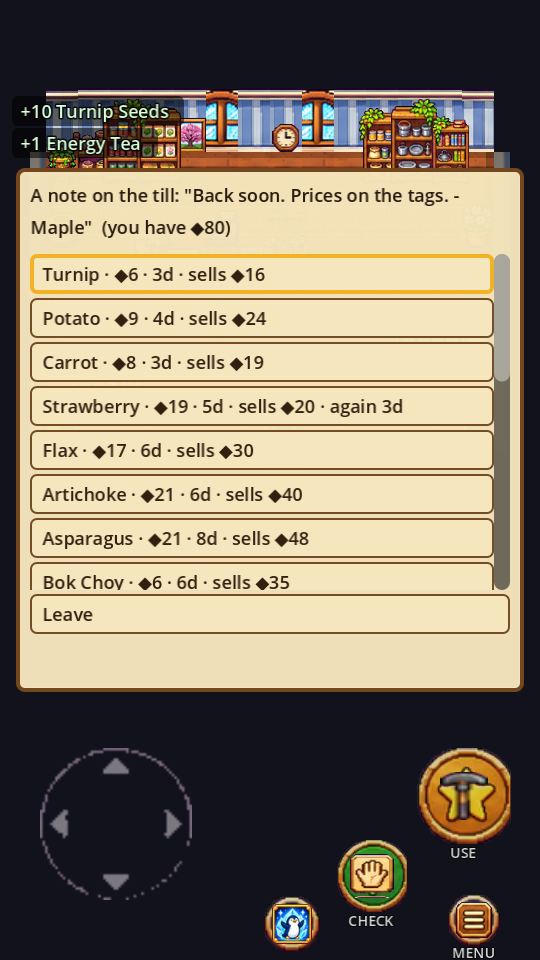 +10 Turnip Seeds
+1 Energy Tea
A note on the till: "Back soon. Prices on the tags. -
Maple"  (you have ◆80)
Turnip · ◆6 · 3d · sells ◆16
Potato · ◆9 · 4d · sells ◆24
Carrot · ◆8 · 3d · sells ◆19
Strawberry · ◆19 · 5d · sells ◆20 · again 3d
Flax · ◆17 · 6d · sells ◆30
Artichoke · ◆21 · 6d · sells ◆40
Asparagus · ◆21 · 8d · sells ◆48
Bok Choy · ◆6 · 6d · sells ◆35
Leave
USE
CHECK
MENU